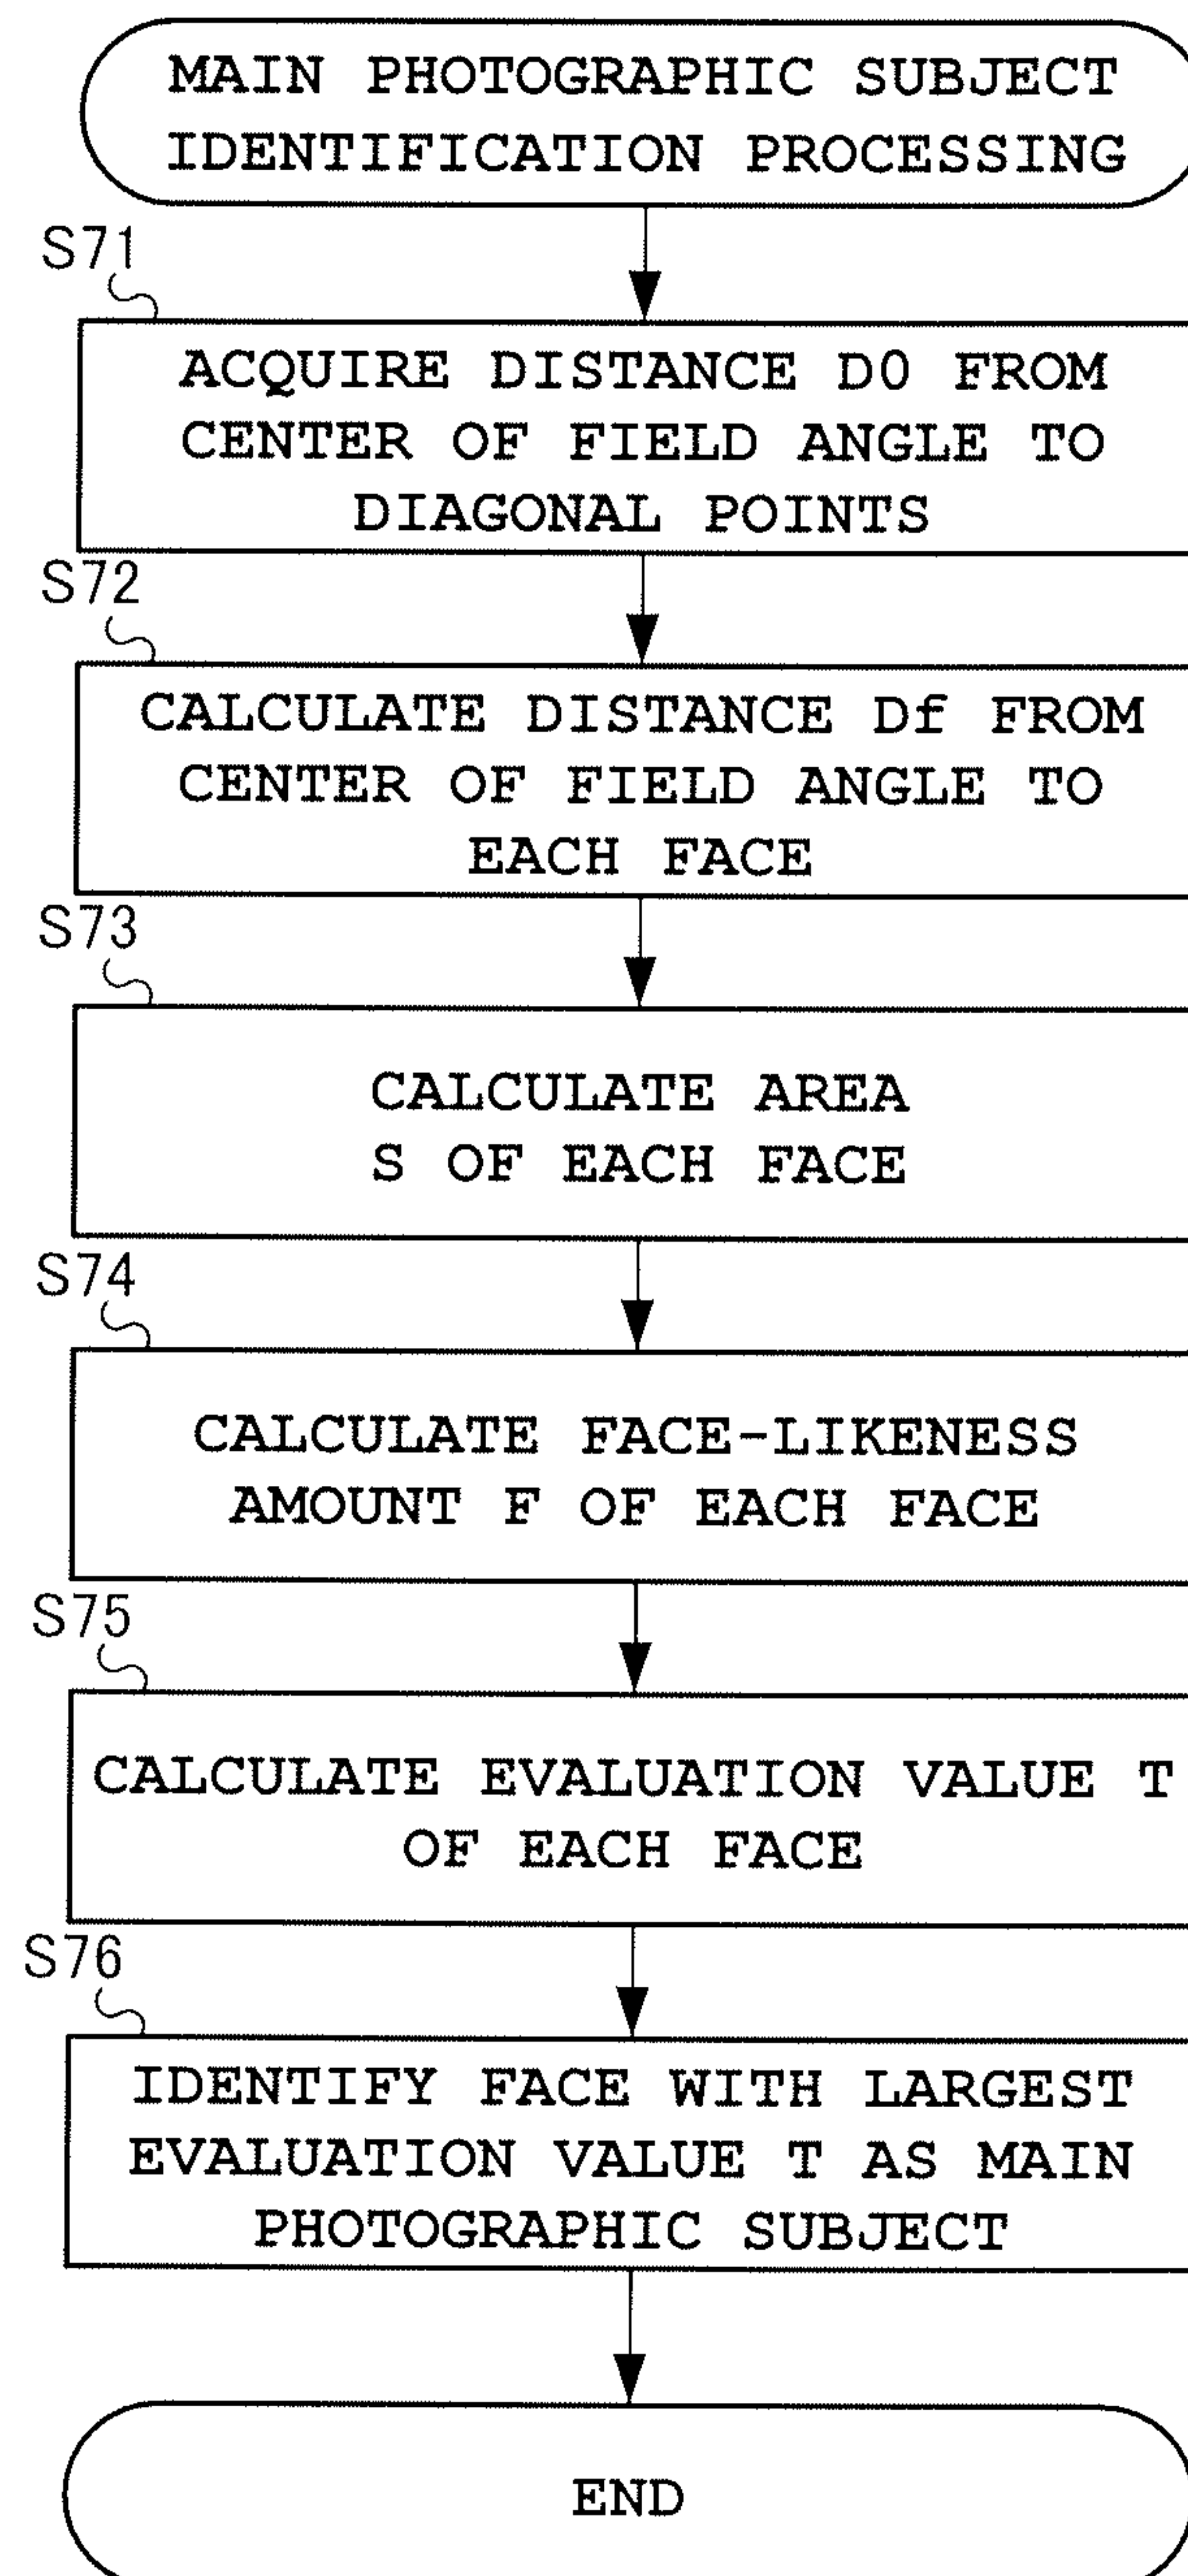 MAIN PHOTOGRAPHIC SUBJECT
IDENTIFICATION PROCESSING
S71
ACQUIRE DISTANCE D0 FROM
CENTER OF FIELD ANGLE TO
DIAGONAL POINTS
S72
CALCULATE DISTANCE Df FROM
CENTER OF FIELD ANGLE TO
EACH FACE
S73
CALCULATE AREA
S OF EACH FACE
S74
CALCULATE FACE-LIKENESS
AMOUNT F OF EACH FACE
S75
CALCULATE EVALUATION VALUE T
OF EACH FACE
S76
IDENTIFY FACE WITH LARGEST
EVALUATION VALUE T AS MAIN
PHOTOGRAPHIC SUBJECT
END